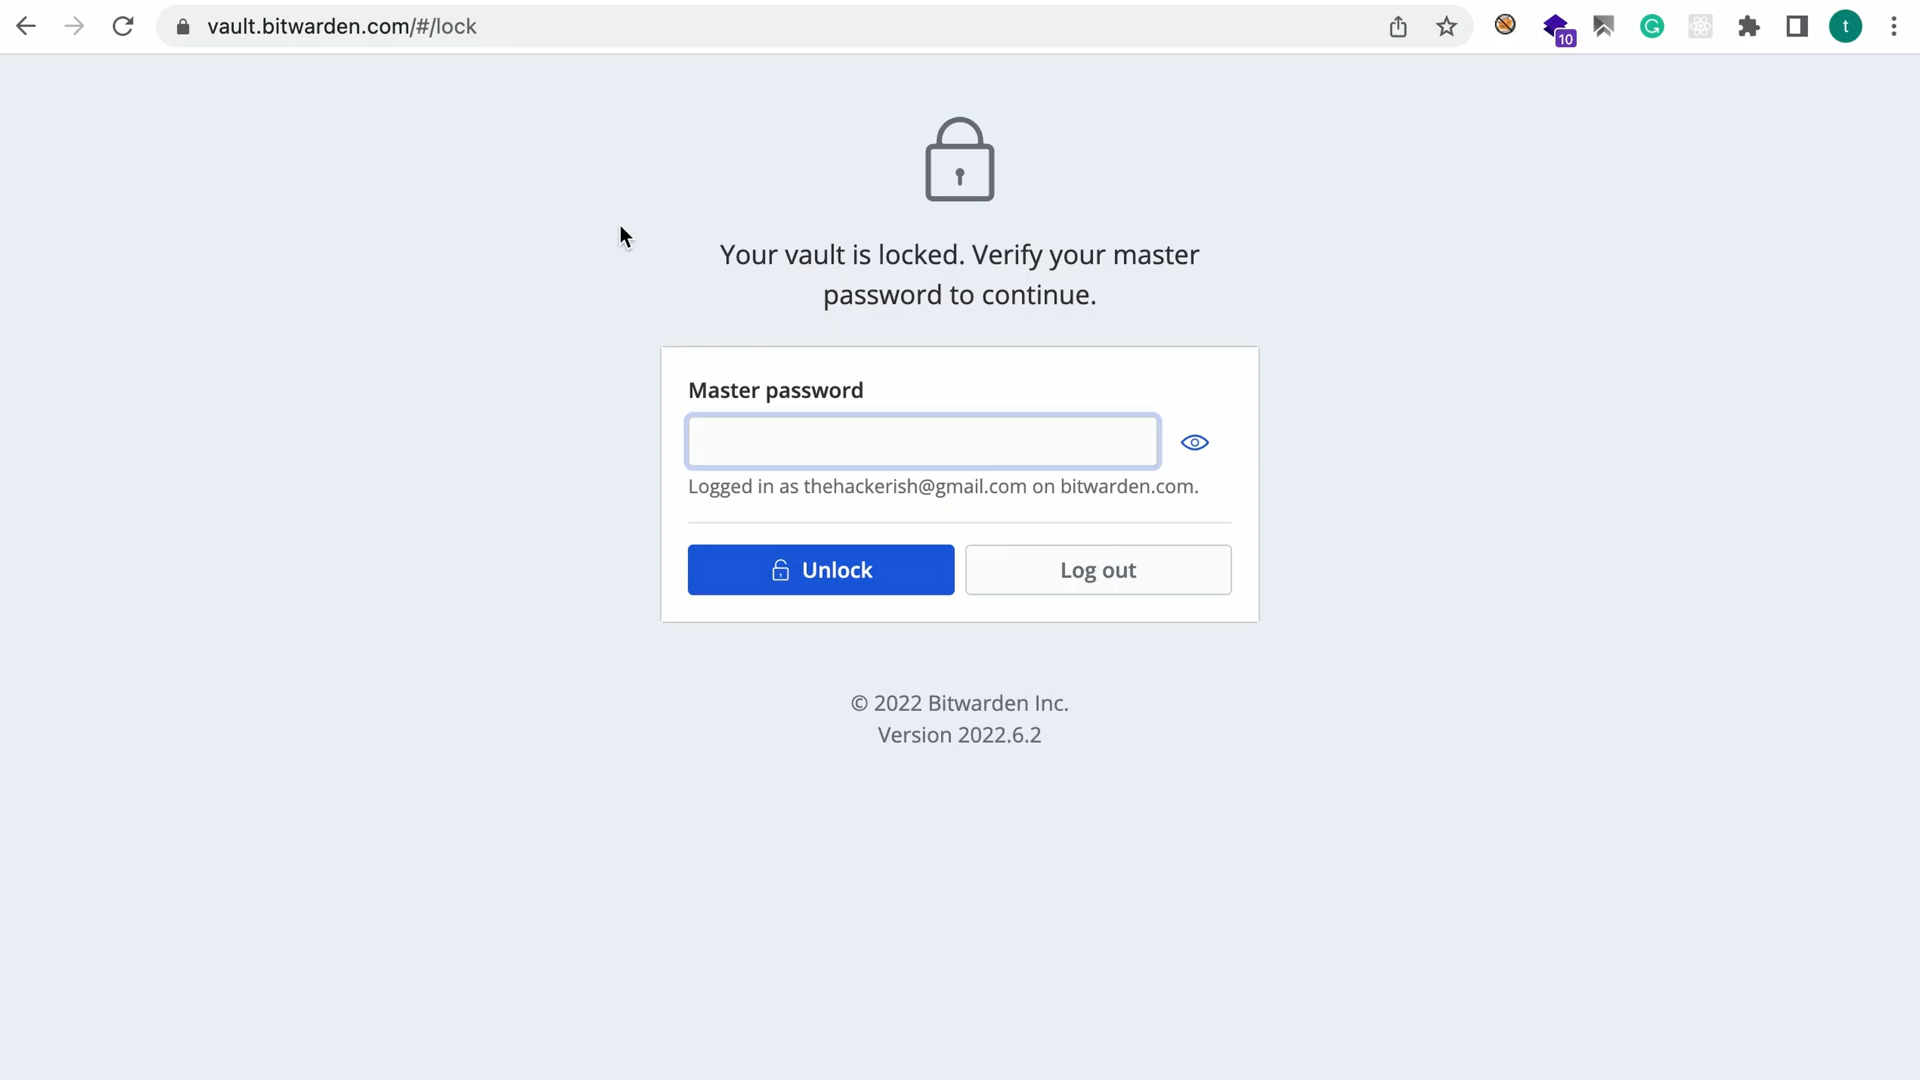 vault.bitwarden.com/#/lock
10
G
t
Your vault is locked. Verify your master
password to continue.
Master password
Logged in as thehackerish@gmail.com on bitwarden.com.
Unlock
Log out
© 2022 Bitwarden Inc.
Version 2022.6.2